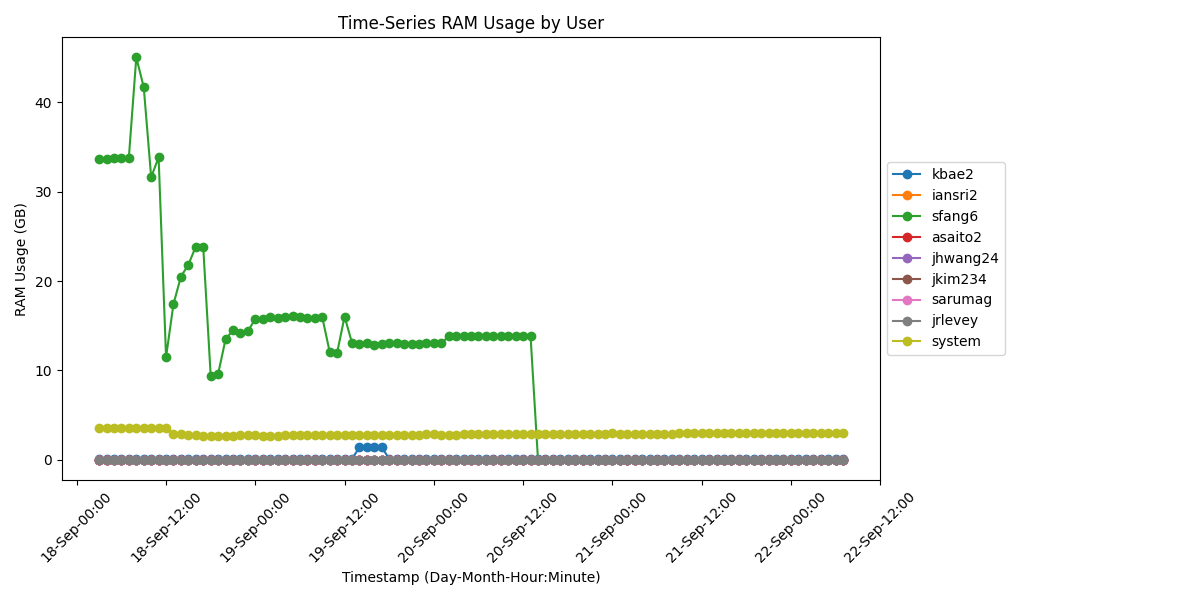 Time-Series RAM Usage by User
RAM Usage (GB)
40
30
20
10
0
18-Sep-00:00
18-Sep-12:00
19-Sep-00:00
19-Sep-12:00
20-Sep-00:00
20-Sep-12:00
21-Sep-00:00
21-Sep-12:00
22-Sep-00:00
22-Sep-12:00
Timestamp (Day-Month-Hour:Minute)
kbae2
iansri2
sfang6
asaito2
jhwang24
jkim234
sarumag
jrlevey
system